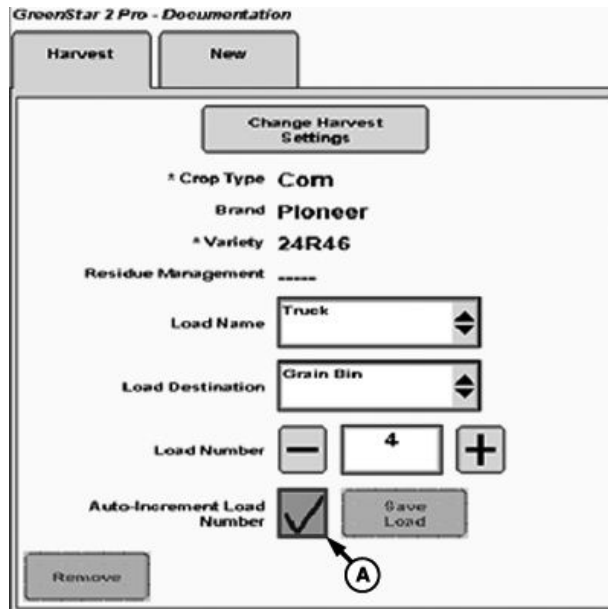 GreenStar 2 Pro - Documentation
Harvest New
Change Harvest
Settings
* Crop Type Corn
Brand Pioneer
* Variety 24R46
Residue Management -----
Load Name Truck
Load Destination Grain Bin
Load Number − 4 +
Auto-Increment Load
Number
Save
Load
A
Remove